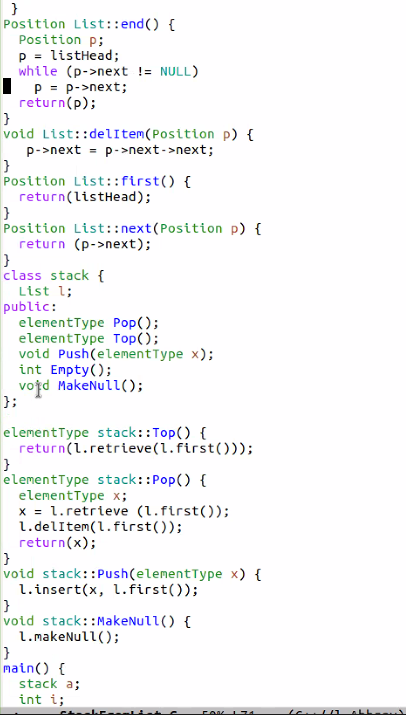 }
Position List::end() {
  Position p;
  p = listHead;
  while (p->next != NULL)
    p = p->next;
  return(p);
}
void List::delItem(Position p) {
   p->next = p->next->next;
}
Position List::first() {
  return(listHead);
}
Position List::next(Position p) {
  return (p->next);
}
class stack {
  List l;
public:
  elementType Pop();
  elementType Top();
  void Push(elementType x);
  int Empty();
  void MakeNull();
};

elementType stack::Top() {
  return(l.retrieve(l.first()));
}
elementType stack::Pop() {
  elementType x;
  x = l.retrieve (l.first());
  l.delItem(l.first());
  return(x);
}
void stack::Push(elementType x) {
  l.insert(x, l.first());
}
void stack::MakeNull() {
  l.makeNull();
}
main() {
  stack a;
  int i;